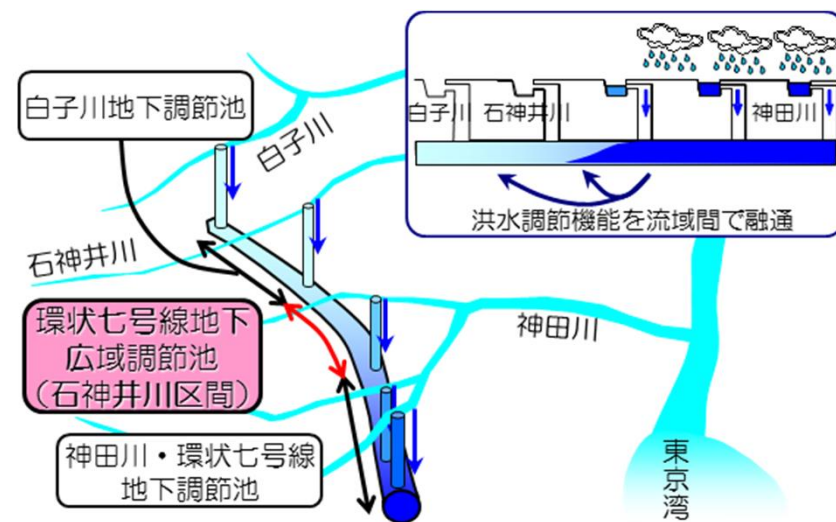 白子川地下調節池
白子川
石神井川
環状七号線地下
広域調節池
（石神井川区間）
神田川・環状七号線
地下調節池
白子川
石神井川
神田川
洪水調節機能を流域間で融通
神田川
東京湾